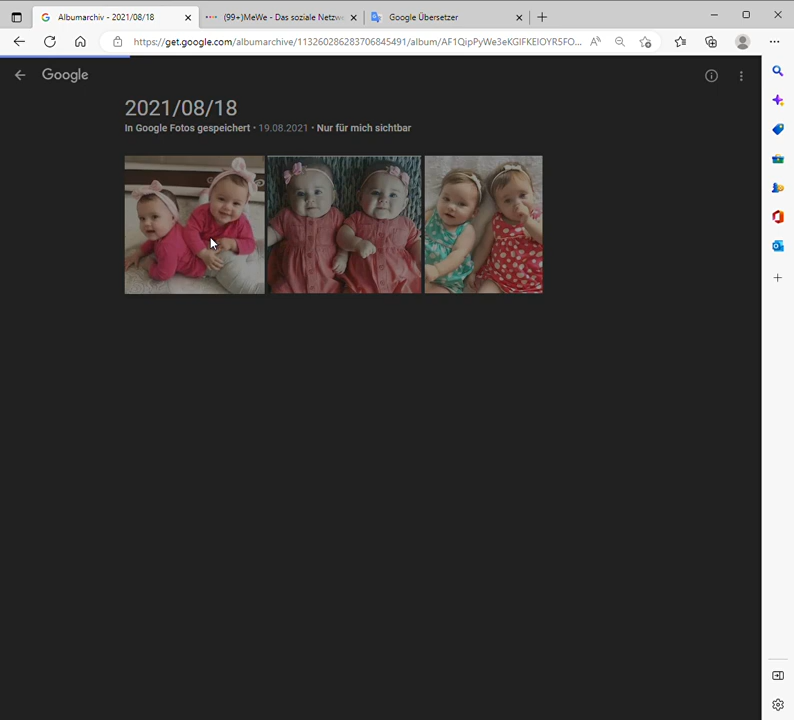 Albumarchiv - 2021/08/18
(99+)MeWe - Das soziale Netzwe
Google Übersetzer
https://get.google.com/albumarchive/113260286283706845491/album/AF1QipPyWe3eKGIFKEIOYR5FO...
Google
2021/08/18
In Google Fotos gespeichert • 19.08.2021 • Nur für mich sichtbar